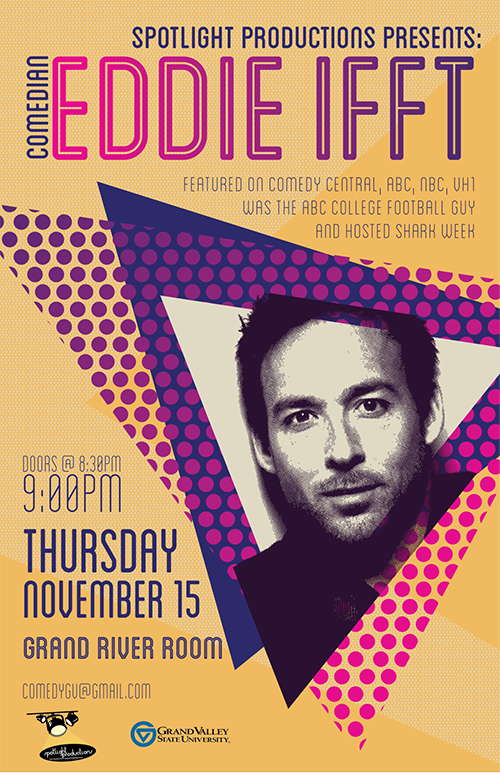 SPOTLIGHT PRODUCTIONS PRESENTS:
COMEDIAN
EDDIE IFFT
FEATURED ON COMEDY CENTRAL, ABC, NBC, VH1
WAS THE ABC COLLEGE FOOTBALL GUY
AND HOSTED SHARK WEEK
DOORS @ 8:30PM
9:00PM
THURSDAY
NOVEMBER 15
GRAND RIVER ROOM
COMEDYGV@GMAIL.COM
spotlight productions
GRAND VALLEY
STATE UNIVERSITY.